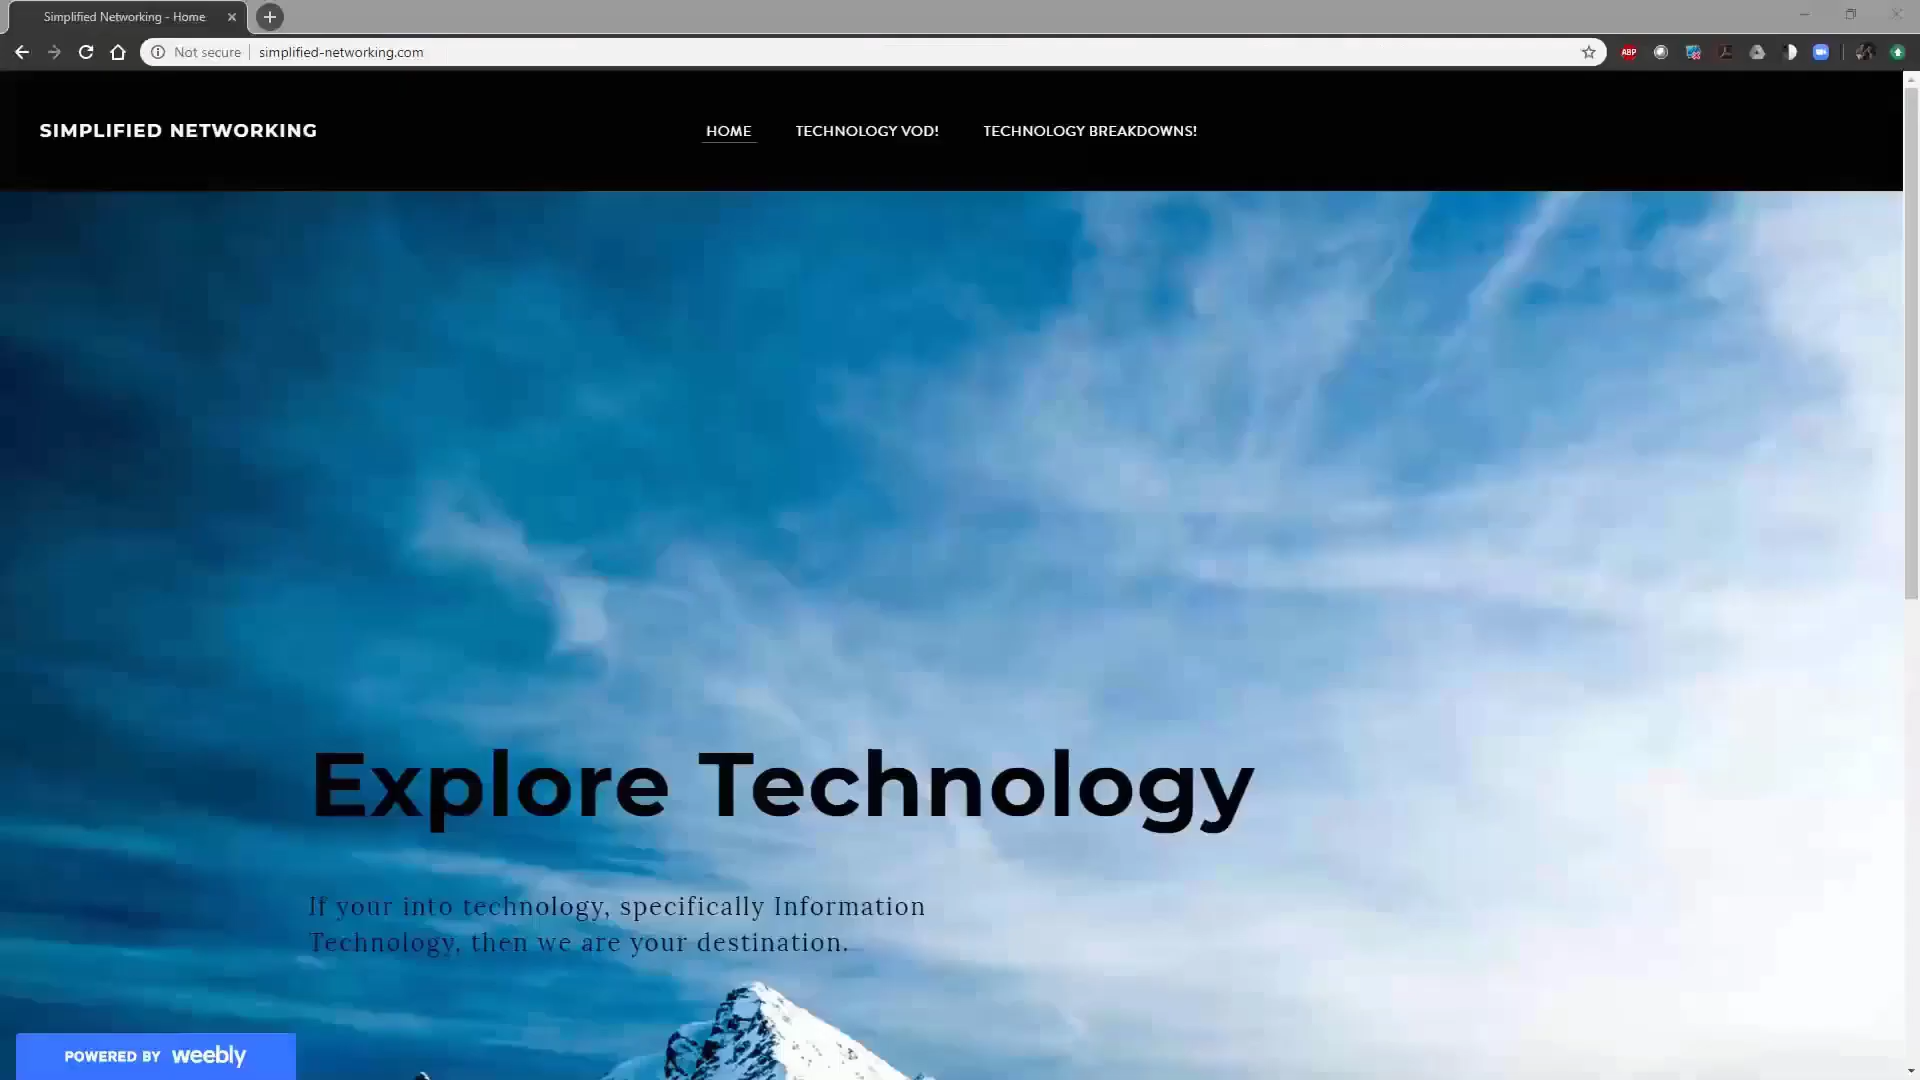 Simplified Networking - Home
Not secure
simplified-networking.com
ABP
SIMPLIFIED NETWORKING
HOME
TECHNOLOGY VOD!
TECHNOLOGY BREAKDOWNS!
Explore Technology
If your into technology, specifically Information
Technology, then we are your destination.
POWERED BY weebly